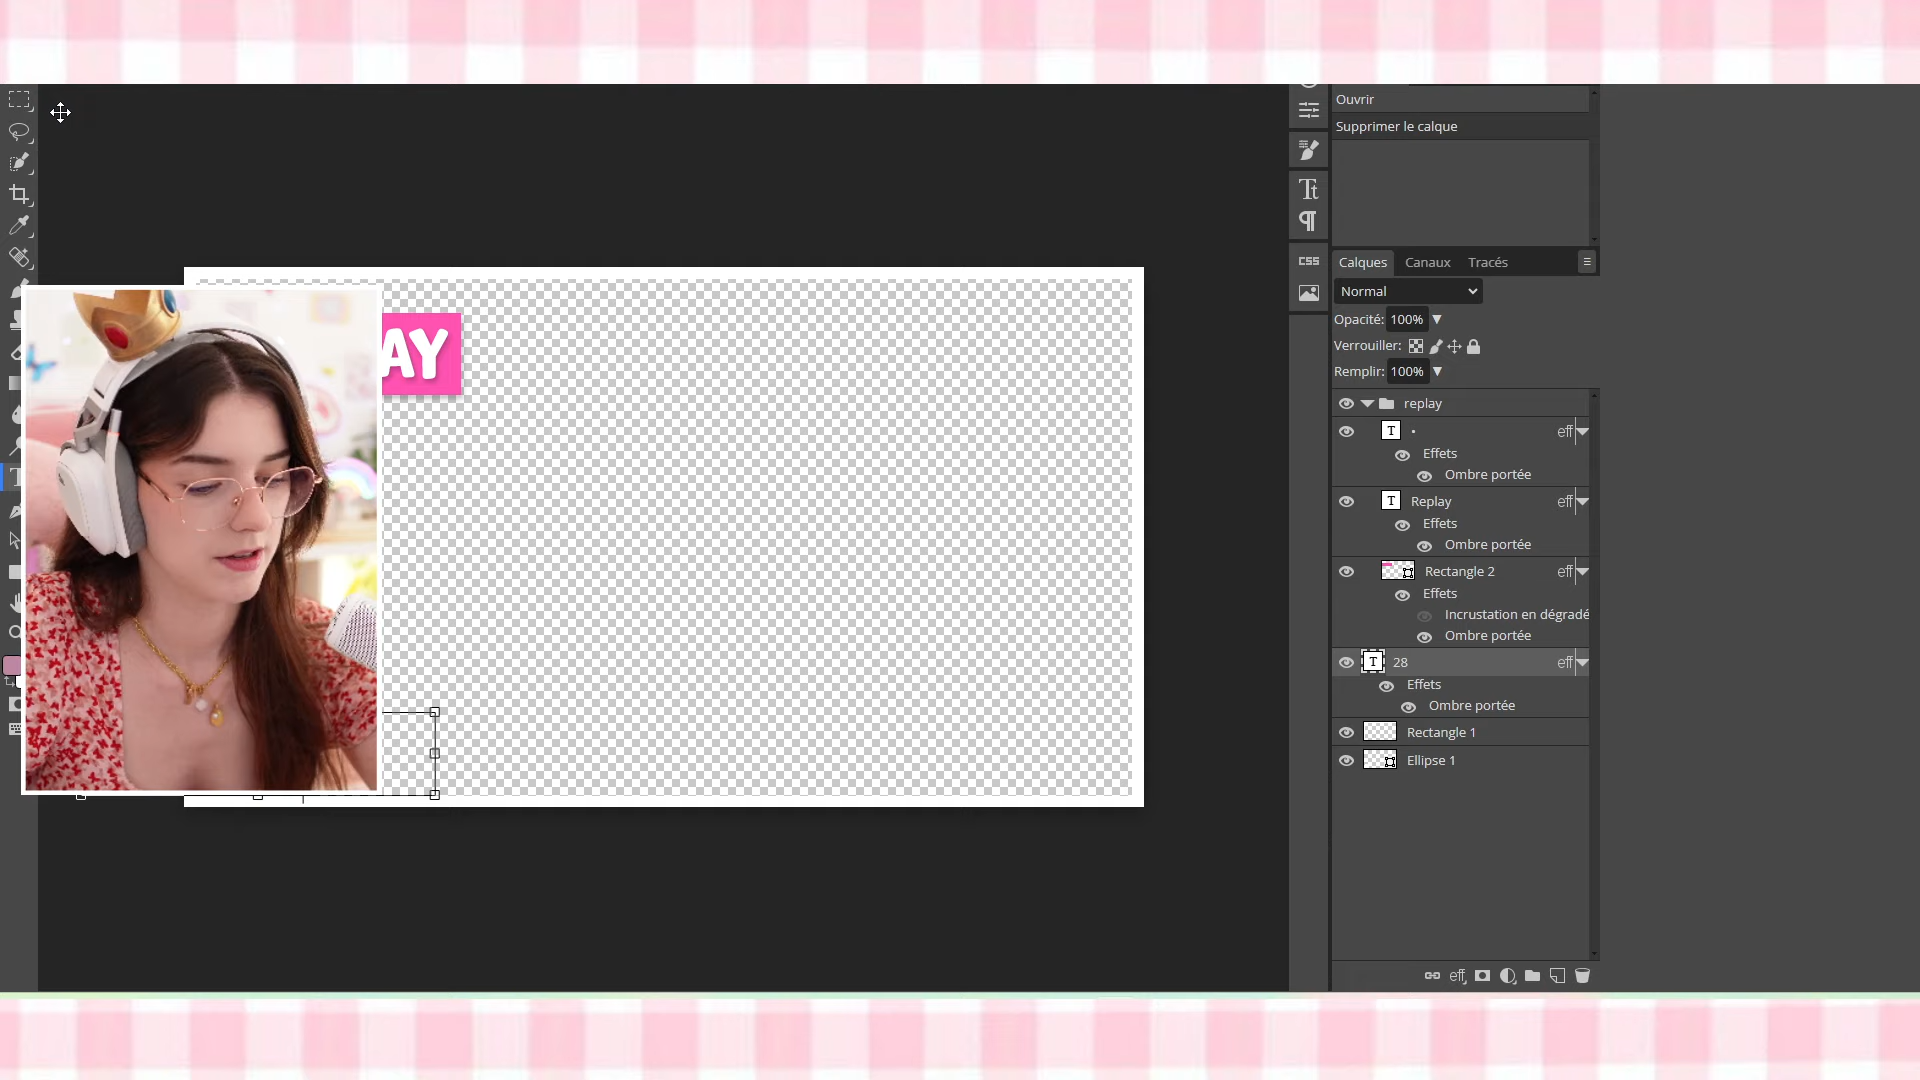 Ouvrir
Supprimer le calque
AY
Tt
CSS
Calques Canaux Tracés
Normal
Opacité: 100%
Verrouiller:
Remplir: 100%
replay
T • eff
Effets
Ombre portée
T Replay eff
Effets
Ombre portée
Rectangle 2 eff
Effets
Incrustation en dégradé
Ombre portée
T 28 eff
Effets
Ombre portée
Rectangle 1
Ellipse 1
eff